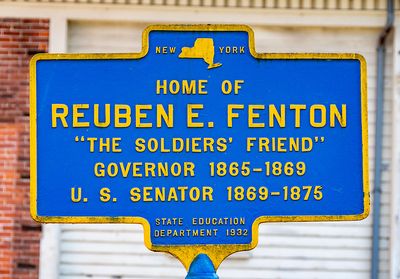 NEW YORK
HOME OF
REUBEN E. FENTON
"THE SOLDIERS' FRIEND"
GOVERNOR 1865-1869
U. S. SENATOR 1869-1875
STATE EDUCATION
DEPARTMENT 1932